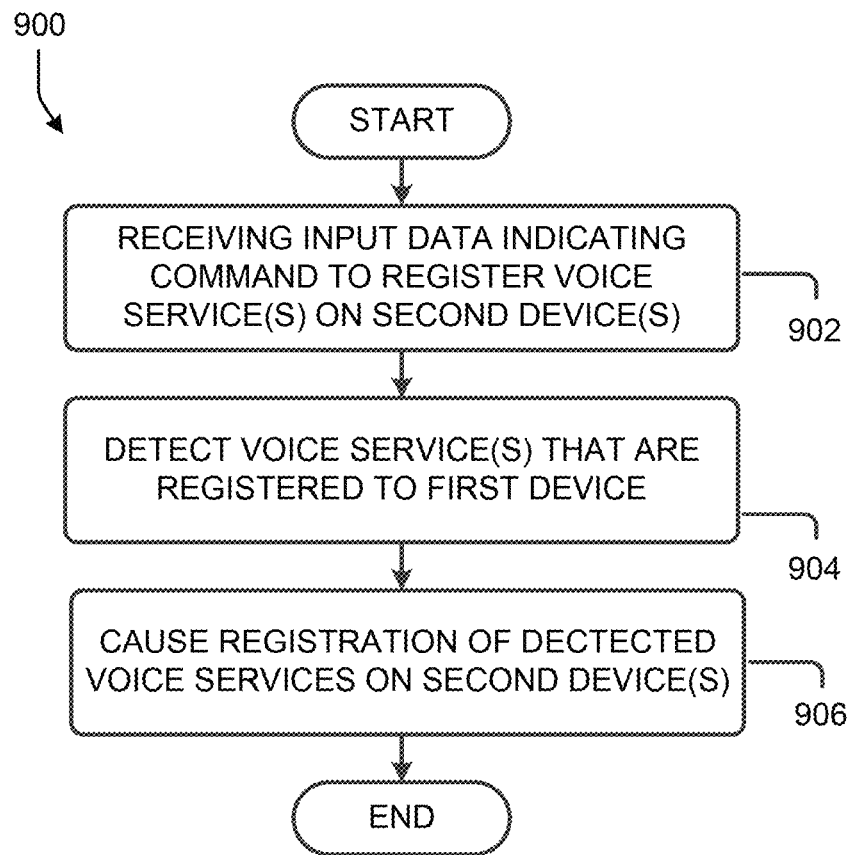 900
START
RECEIVING INPUT DATA INDICATING
COMMAND TO REGISTER VOICE
SERVICE(S) ON SECOND DEVICE(S)
902
DETECT VOICE SERVICE(S) THAT ARE
REGISTERED TO FIRST DEVICE
904
CAUSE REGISTRATION OF DECTECTED
VOICE SERVICES ON SECOND DEVICE(S)
906
END